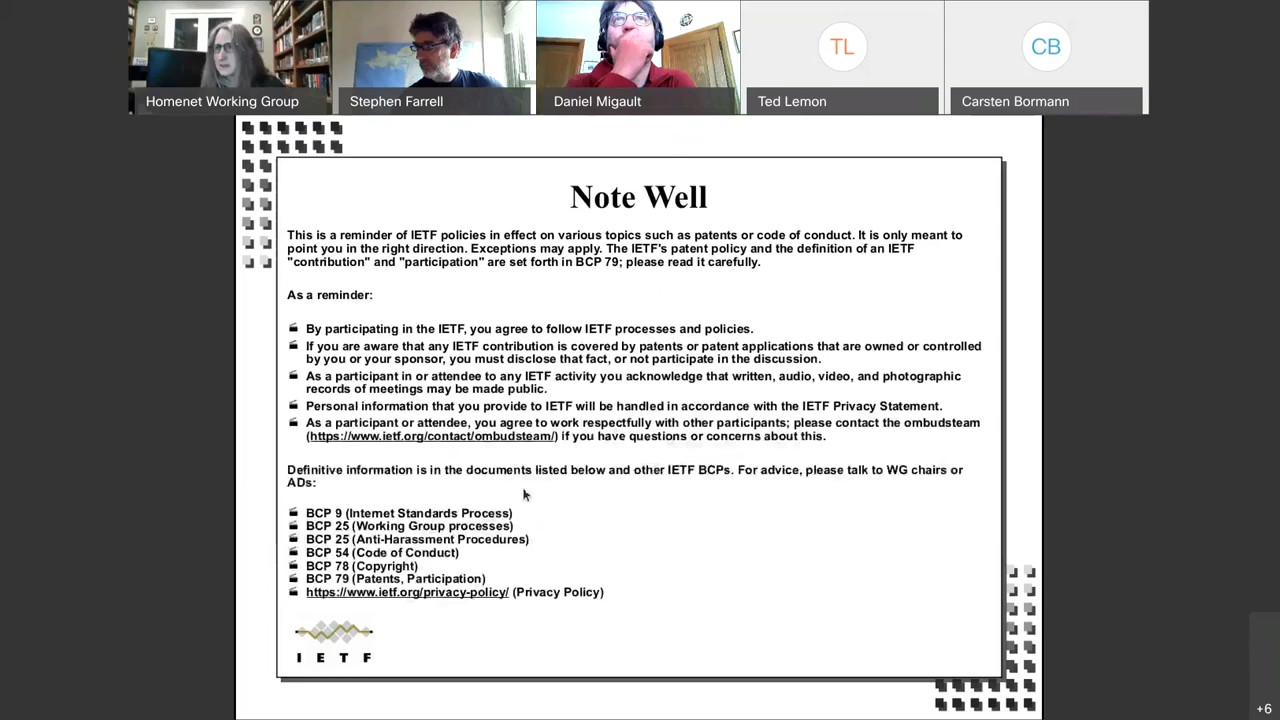 Homenet Working Group
Stephen Farrell
Daniel Migault
TL
Ted Lemon
CB
Carsten Bormann
Note Well
This is a reminder of IETF policies in effect on various topics such as patents or code of conduct. It is only meant to
point you in the right direction. Exceptions may apply. The IETF's patent policy and the definition of an IETF
"contribution" and "participation" are set forth in BCP 79; please read it carefully.
As a reminder:
By participating in the IETF, you agree to follow IETF processes and policies.
If you are aware that any IETF contribution is covered by patents or patent applications that are owned or controlled
by you or your sponsor, you must disclose that fact, or not participate in the discussion.
As a participant in or attendee to any IETF activity you acknowledge that written, audio, video, and photographic
records of meetings may be made public.
Personal information that you provide to IETF will be handled in accordance with the IETF Privacy Statement.
As a participant or attendee, you agree to work respectfully with other participants; please contact the ombudsteam
(https://www.ietf.org/contact/ombudsteam/) if you have questions or concerns about this.
Definitive information is in the documents listed below and other IETF BCPs. For advice, please talk to WG chairs or
ADs:
BCP 9 (Internet Standards Process)
BCP 25 (Working Group processes)
BCP 25 (Anti-Harassment Procedures)
BCP 54 (Code of Conduct)
BCP 78 (Copyright)
BCP 79 (Patents, Participation)
https://www.ietf.org/privacy-policy/ (Privacy Policy)
I E T F
+6